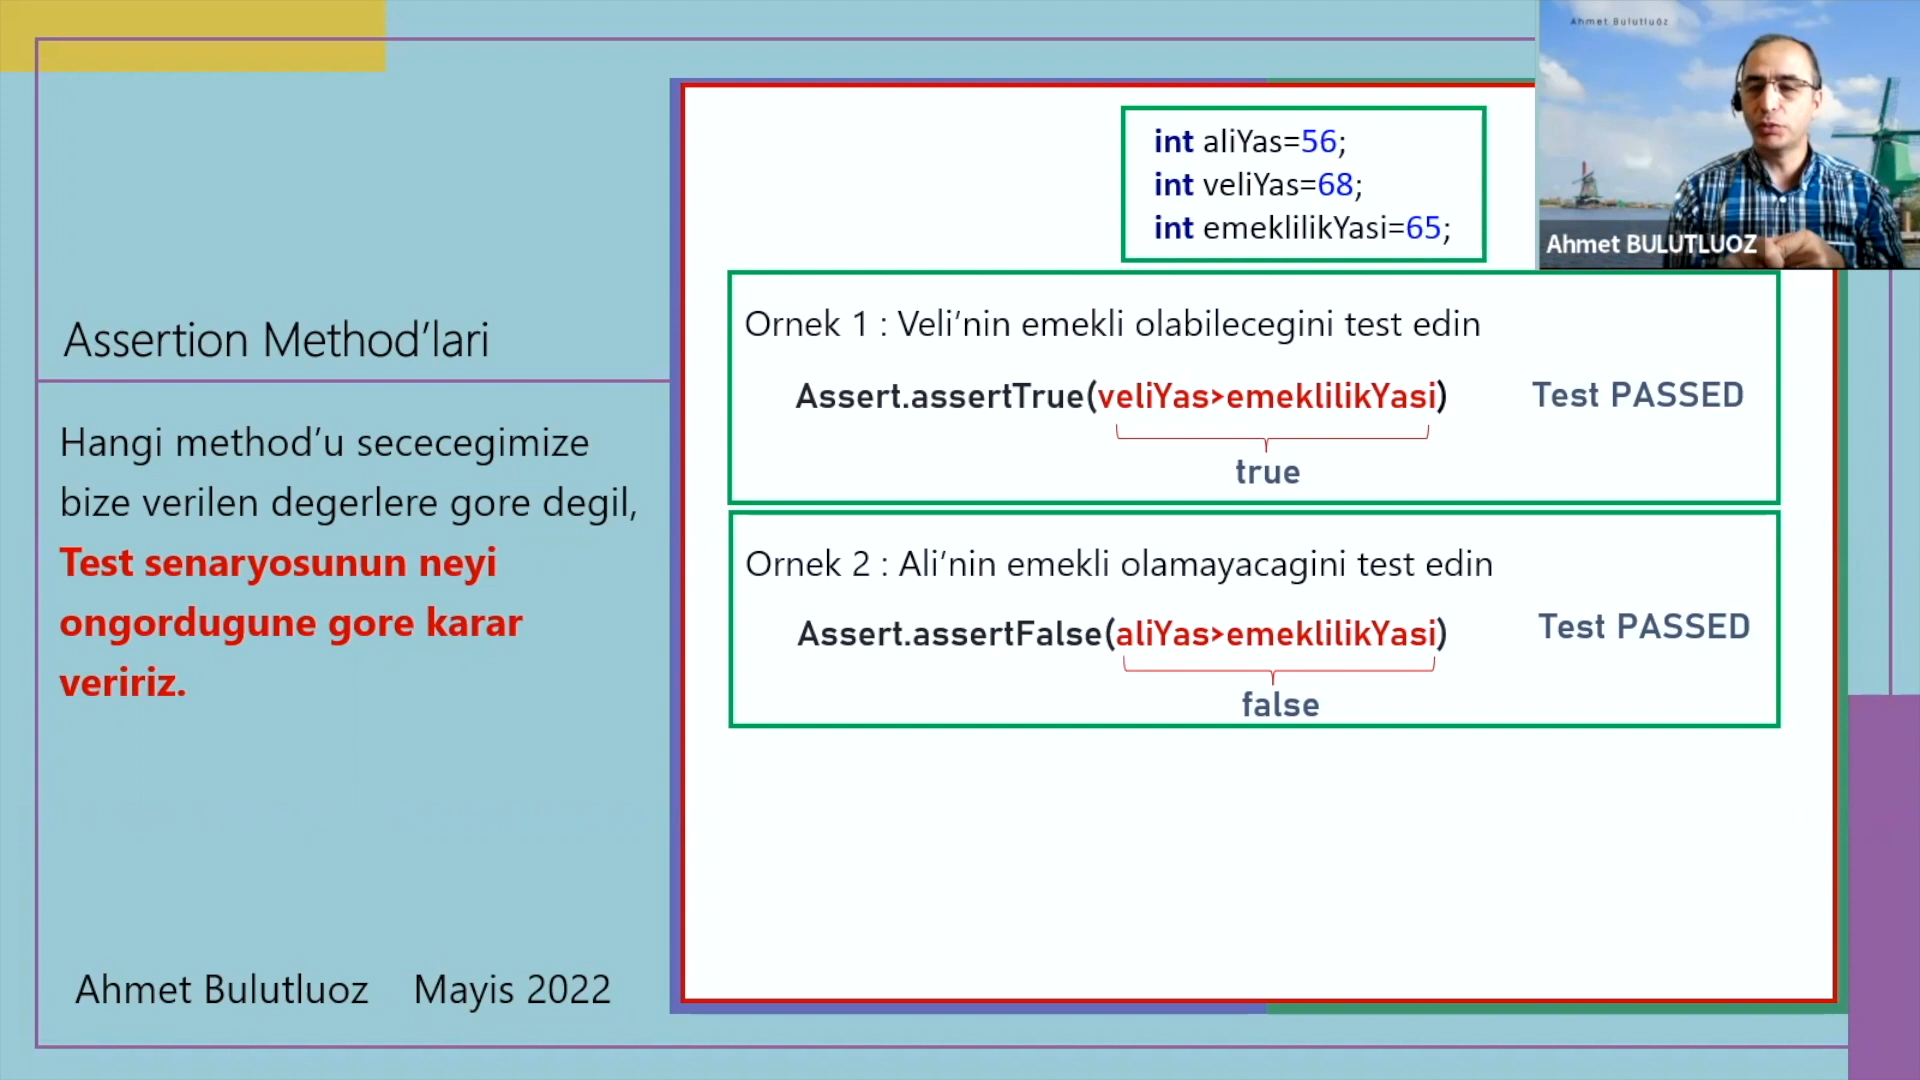 Assertion Method’lari
Hangi method’u sececegimize
bize verilen degerlere gore degil,
Test senaryosunun neyi
ongordugune gore karar
veririz.
Ahmet Bulutluoz Mayis 2022
int aliYas=56;
int veliYas=68;
int emeklilikYasi=65;
Ornek 1 : Veli’nin emekli olabilecegini test edin
Assert.assertTrue(veliYas>emeklilikYasi) Test PASSED
true
Ornek 2 : Ali’nin emekli olamayacagini test edin
Assert.assertFalse(aliYas>emeklilikYasi) Test PASSED
false
Ahmet Bulutluöz
Ahmet BULUTLUOZ